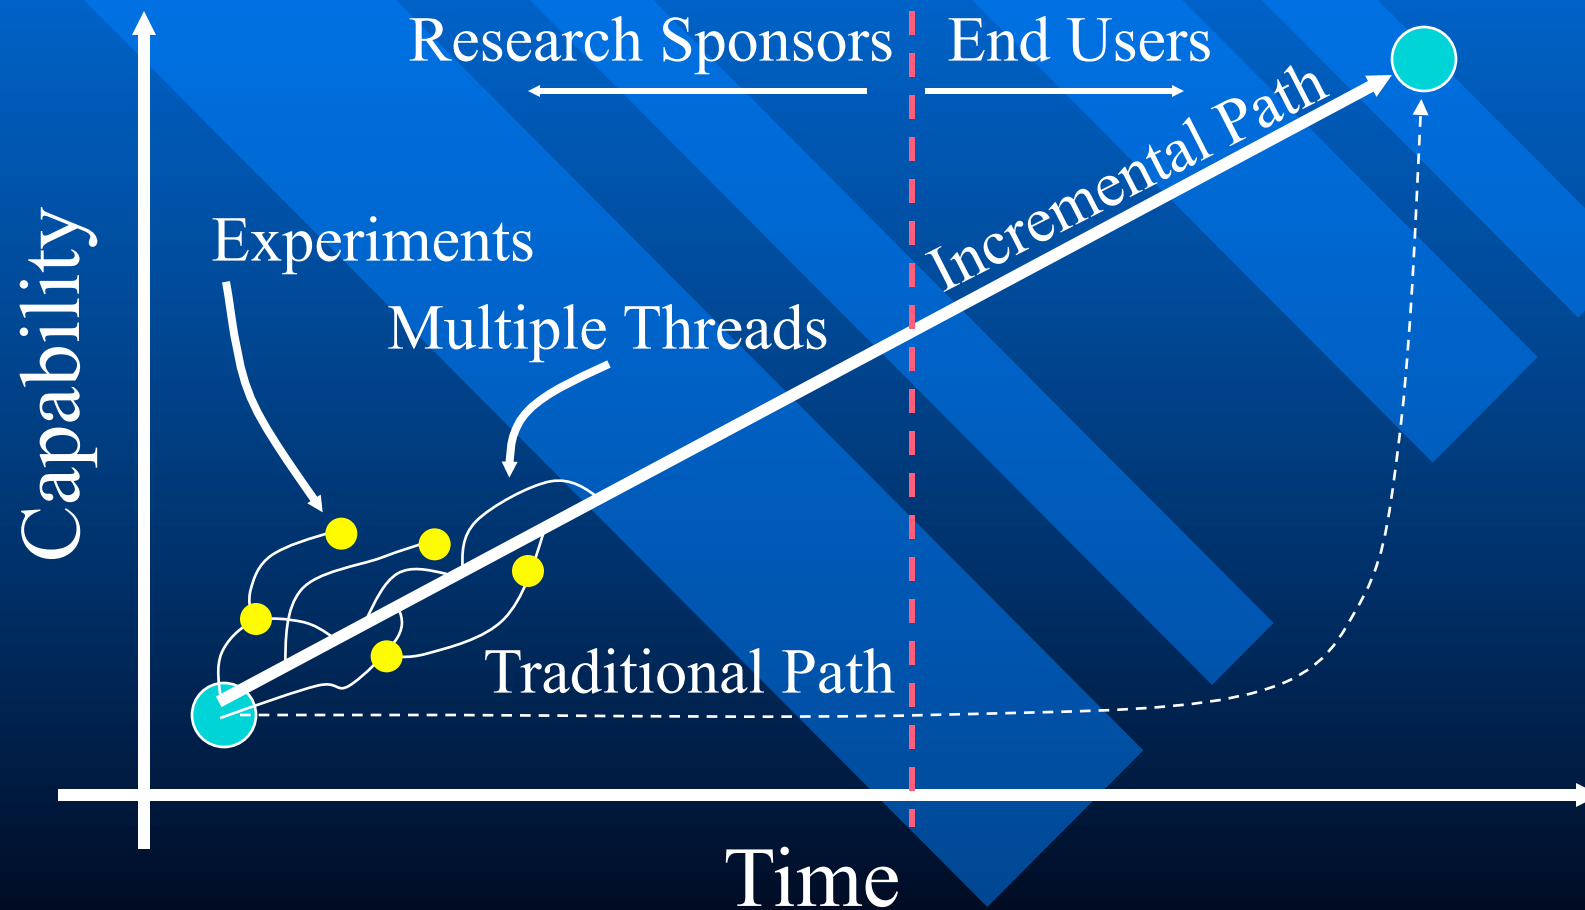 Research Sponsors
End Users
Incremental Path
Experiments
Multiple Threads
Capability
Traditional Path
Time